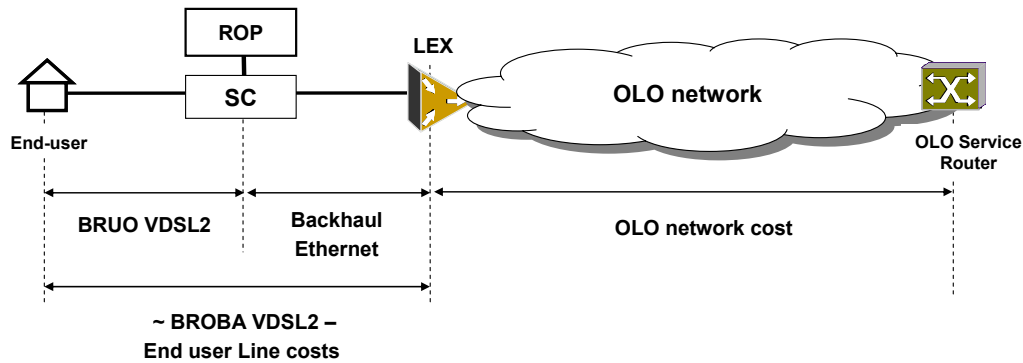 ROP
LEX
SC
OLO network
End-user
OLO Service
Router
BRUO VDSL2
Backhaul
Ethernet
OLO network cost
~ BROBA VDSL2 –
End user Line costs